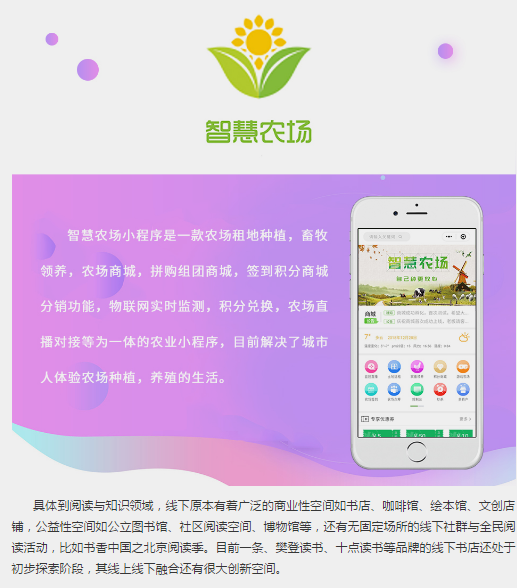 智慧农场
智慧农场小程序是一款农场租地种植，畜牧
领养，农场商城，拼购组团商城，签到积分商城
分销功能，物联网实时监测，积分兑换，农场直
播对接等为一体的农业小程序，目前解决了城市
人体验农场种植，养殖的生活。
智慧农场
商城
专享优惠券
具体到阅读与知识领域，线下原本有着广泛的商业性空间如书店、咖啡馆、绘本馆、文创店
铺，公益性空间如公立图书馆、社区阅读空间、博物馆等，还有无固定场所的线下社群与全民阅
读活动，比如书香中国之北京阅读季。目前一条、樊登读书、十点读书等品牌的线下书店还处于
初步探索阶段，其线上线下融合还有很大创新空间。